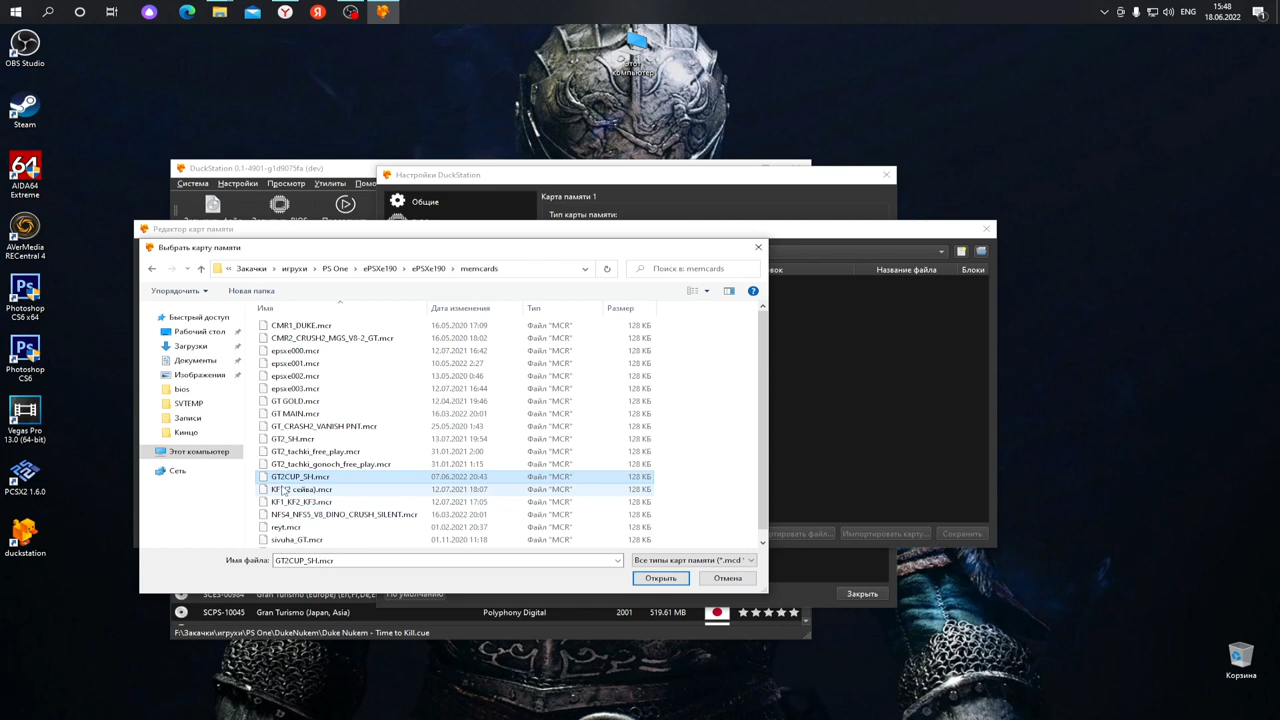 15:48
ENG
18.06.2022
OBS Studio
Steam
AIDA64
Extreme
AVerMedia
RECentral 4
Photoshop
CS6 x64
Photoshop
CS6
Vegas Pro
13.0 (64-bit)
PCSX2 1.6.0
duckstation
Этот
компьютер
Корзина
DuckStation 0.1-4901-g1d9075fa (dev)
Система Настройки Просмотр Утилиты
Настройки DuckStation
Общие
Карта памяти 1
Тип карты памяти:
Редактор карт памяти
Название файла Блоки
Импортировать карту... Сохранить
Выбрать карту памяти
« Закачки › игрухи › PS One › ePSXe190 › ePSXe190 › memcards
Поиск в: memcards
Упорядочить Новая папка
Быстрый доступ
Рабочий стол
Загрузки
Документы
Изображения
bios
SVTEMP
Записи
Кинцо
Этот компьютер
Сеть
Имя Дата изменения Тип Размер
CMR1_DUKE.mcr 16.05.2020 17:09 Файл "MCR" 128 КБ
CMR2_CRUSH2_MGS_V8-2_GT.mcr 16.05.2020 18:02 Файл "MCR" 128 КБ
epsxe000.mcr 12.07.2021 16:42 Файл "MCR" 128 КБ
epsxe001.mcr 10.05.2022 2:27 Файл "MCR" 128 КБ
epsxe002.mcr 13.05.2020 0:46 Файл "MCR" 128 КБ
epsxe003.mcr 12.07.2021 16:44 Файл "MCR" 128 КБ
GT GOLD.mcr 12.04.2021 19:46 Файл "MCR" 128 КБ
GT MAIN.mcr 16.03.2022 20:01 Файл "MCR" 128 КБ
GT_CRASH2_VANISH PNT.mcr 25.05.2020 1:43 Файл "MCR" 128 КБ
GT2_SH.mcr 13.07.2021 19:54 Файл "MCR" 128 КБ
GT2_tachki_free_play.mcr 31.01.2021 2:00 Файл "MCR" 128 КБ
GT2_tachki_gonoch_free_play.mcr 31.01.2021 1:15 Файл "MCR" 128 КБ
GT2CUP_SH.mcr 07.06.2022 20:43 Файл "MCR" 128 КБ
сейва).mcr 12.07.2021 18:07 Файл "MCR" 128 КБ
KF1_KF2_KF3.mcr 12.07.2021 17:05 Файл "MCR" 128 КБ
NFS4_NFS5_V8_DINO_CRUSH_SILENT.mcr 16.03.2022 20:01 Файл "MCR" 128 КБ
reyt.mcr 01.02.2021 20:37 Файл "MCR" 128 КБ
sivuha_GT.mcr 01.11.2020 11:18 Файл "MCR" 128 КБ
Имя файла: GT2CUP_SH.mcr Все типы карт памяти (*.mcd
Открыть Отмена
По умолчанию Закрыть
SCPS-10045 Gran Turismo (Japan, Asia) Polyphony Digital 2001 519.61 MB
F:\Закачки\игрухи\PS One\DukeNukem\Duke Nukem - Time to Kill.cue